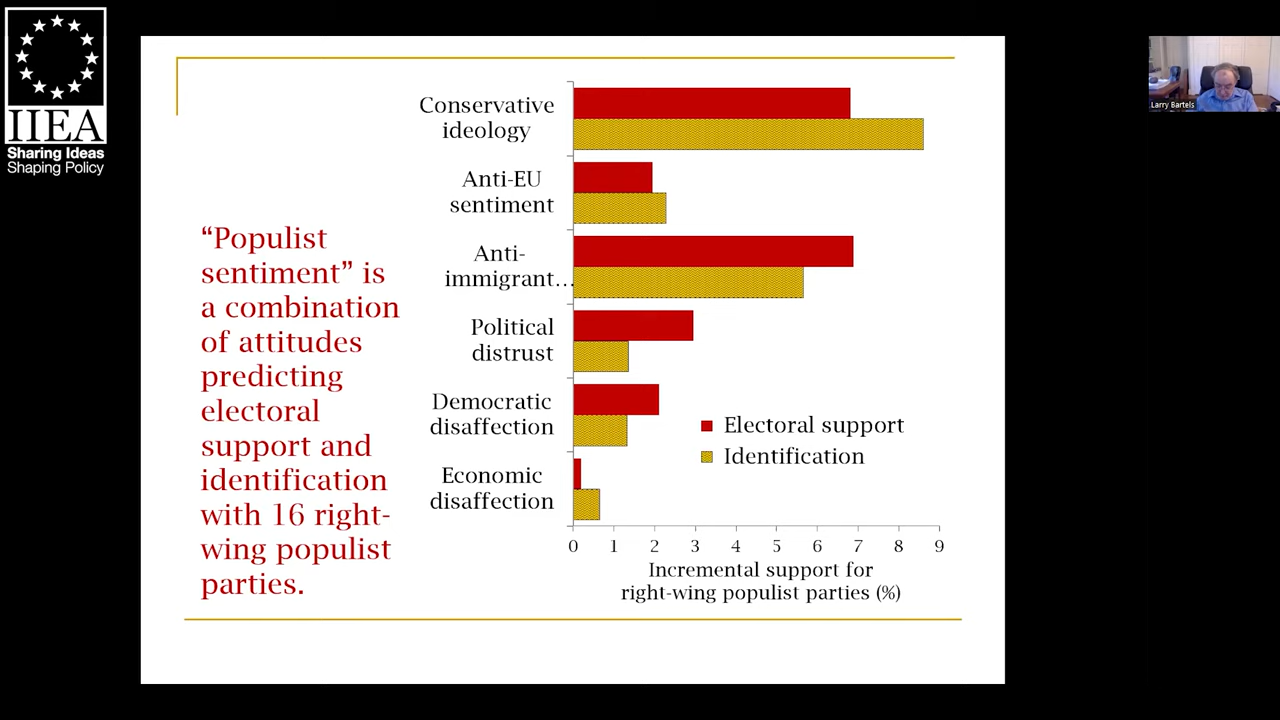 IIEA
Sharing Ideas
Shaping Policy
“Populist
sentiment” is
a combination
of attitudes
predicting
electoral
support and
identification
with 16 right-
wing populist
parties.
Conservative
ideology
Anti-EU
sentiment
Anti-
immigrant…
Political
distrust
Democratic
disaffection
Economic
disaffection
Electoral support
Identification
0 1 2 3 4 5 6 7 8 9
Incremental support for
right-wing populist parties (%)
Larry Bartels